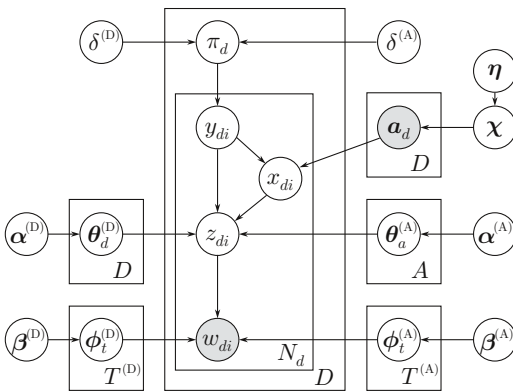 δ^(D) π_d δ^(A)
η
y_di a_d χ
D
x_di
α^(D) θ_d^(D) z_di θ_a^(A) α^(A)
D A
β^(D) ϕ_t^(D) w_di ϕ_t^(A) β^(A)
N_d
T^(D) D T^(A)